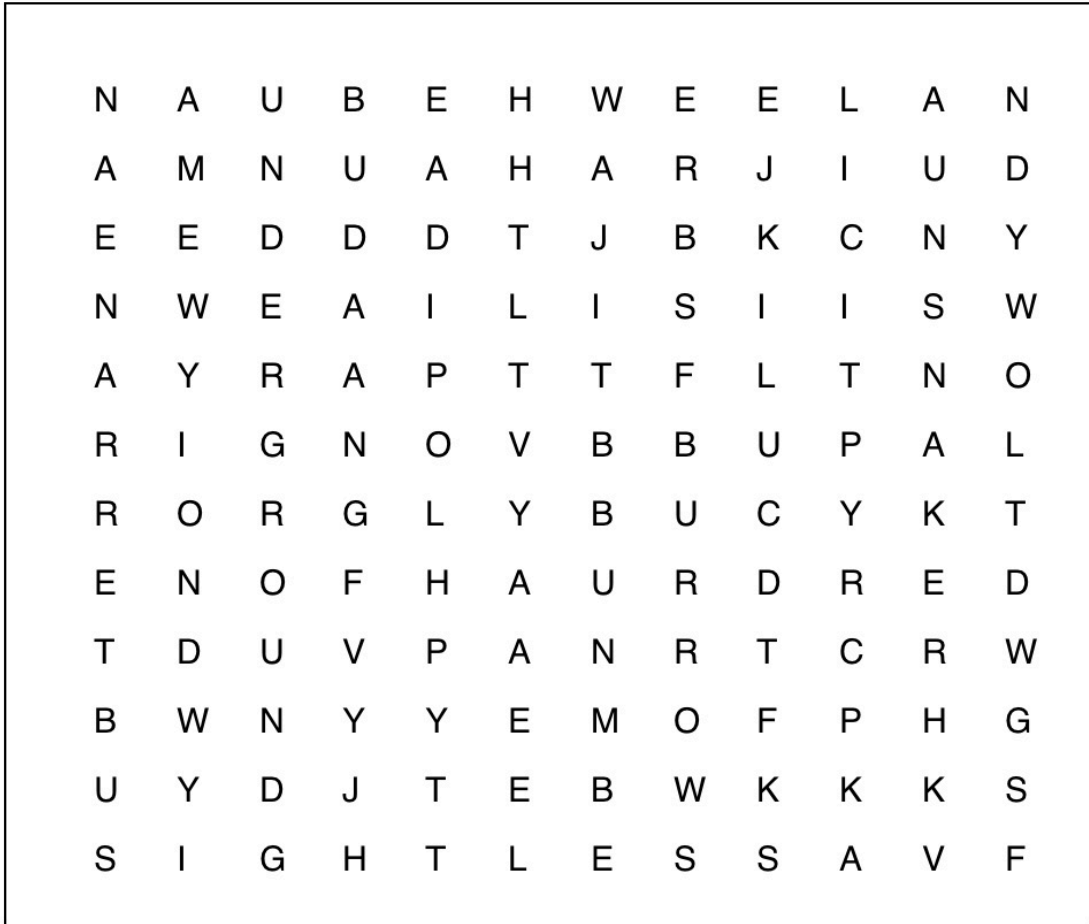 N A U B E H W E E L A N
A M N U A H A R J I U D
E E D D D T J B K C N Y
N W E A I L I S I I S W
A Y R A P T T F L T N O
R I G N O V B B U P A L
R O R G L Y B U C Y K T
E N O F H A U R D R E D
T D U V P A N R T C R W
B W N Y Y E M O F P H G
U Y D J T E B W K K K S
S I G H T L E S S A V F